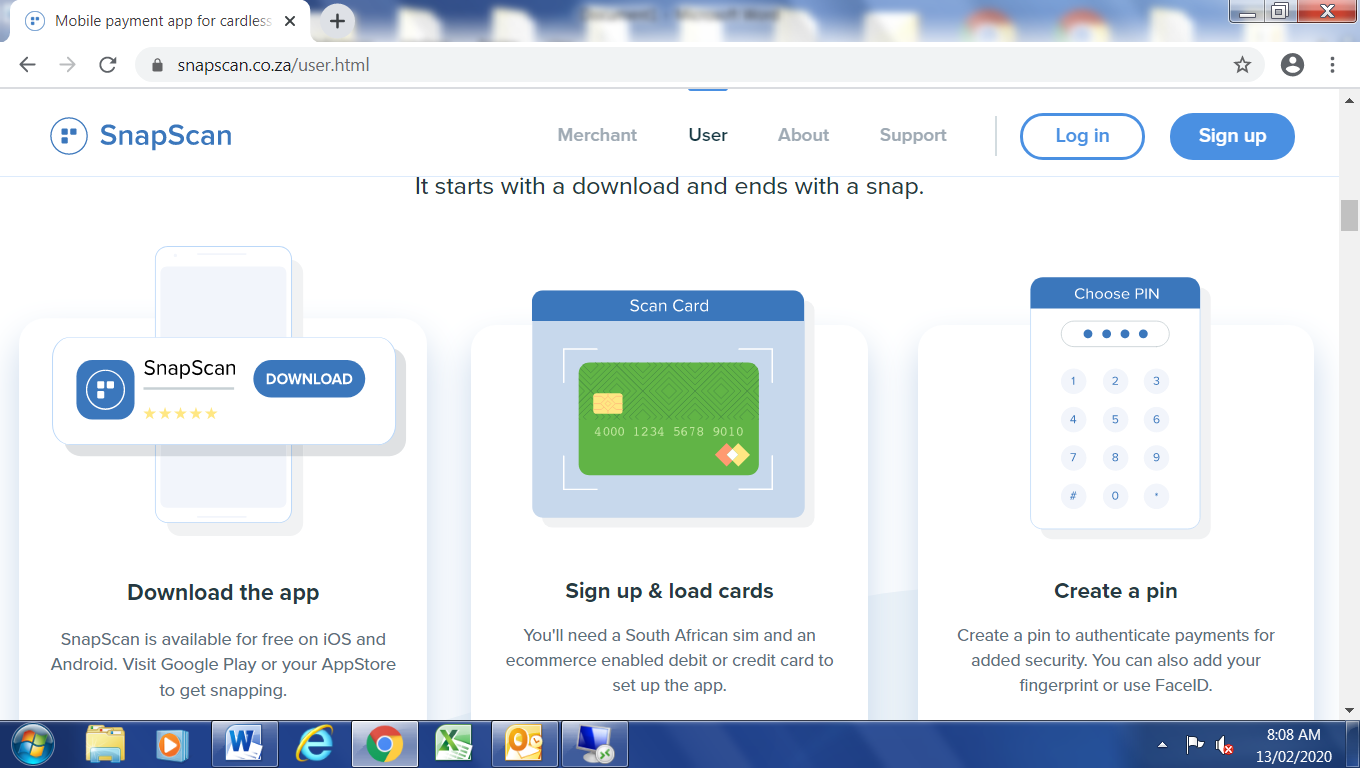 Mobile payment app for cardless
snapscan.co.za/user.html
SnapScan
Merchant
User
About
Support
Log in
Sign up
It starts with a download and ends with a snap.
SnapScan
DOWNLOAD
Download the app
SnapScan is available for free on iOS and
Android. Visit Google Play or your AppStore
to get snapping.
Scan Card
4000 1234 5678 9010
Sign up & load cards
You'll need a South African sim and an
ecommerce enabled debit or credit card to
set up the app.
Choose PIN
1 2 3
4 5 6
7 8 9
# 0 *
Create a pin
Create a pin to authenticate payments for
added security. You can also add your
fingerprint or use FaceID.
8:08 AM
13/02/2020